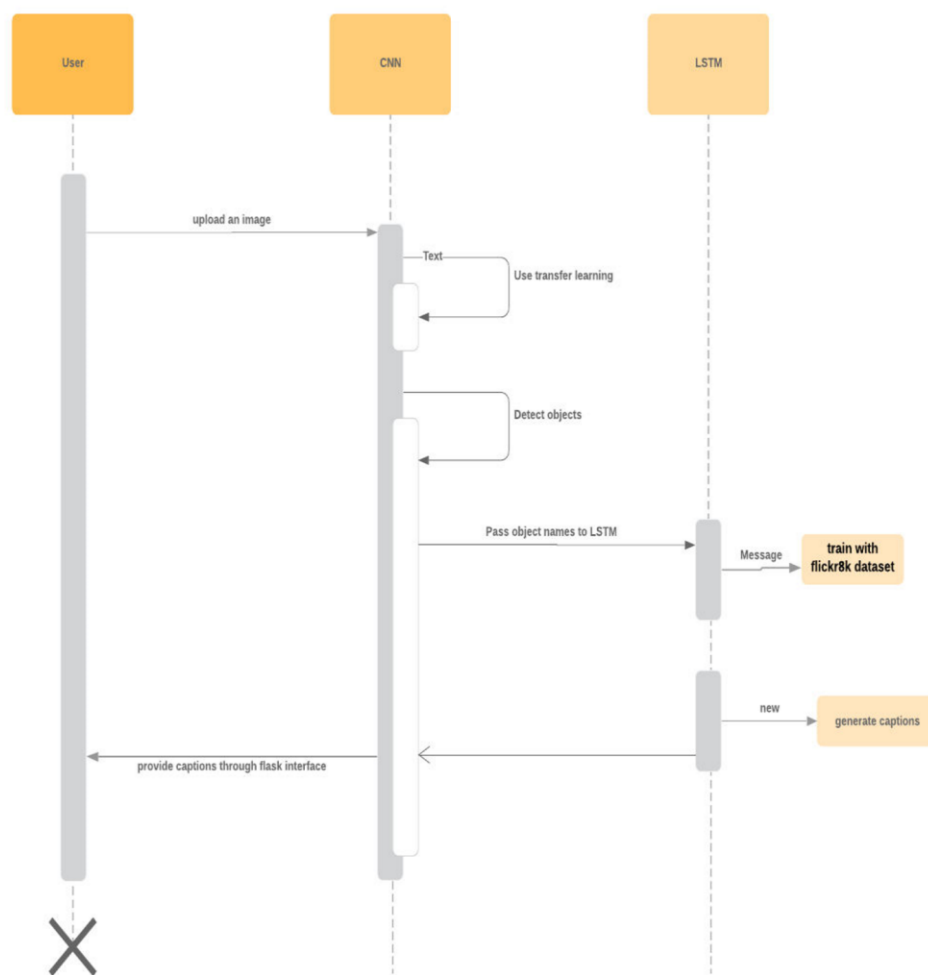 User
CNN
LSTM
upload an image
Text
Use transfer learning
Detect objects
Pass object names to LSTM
Message
train with
flickr8k dataset
new
generate captions
provide captions through flask interface